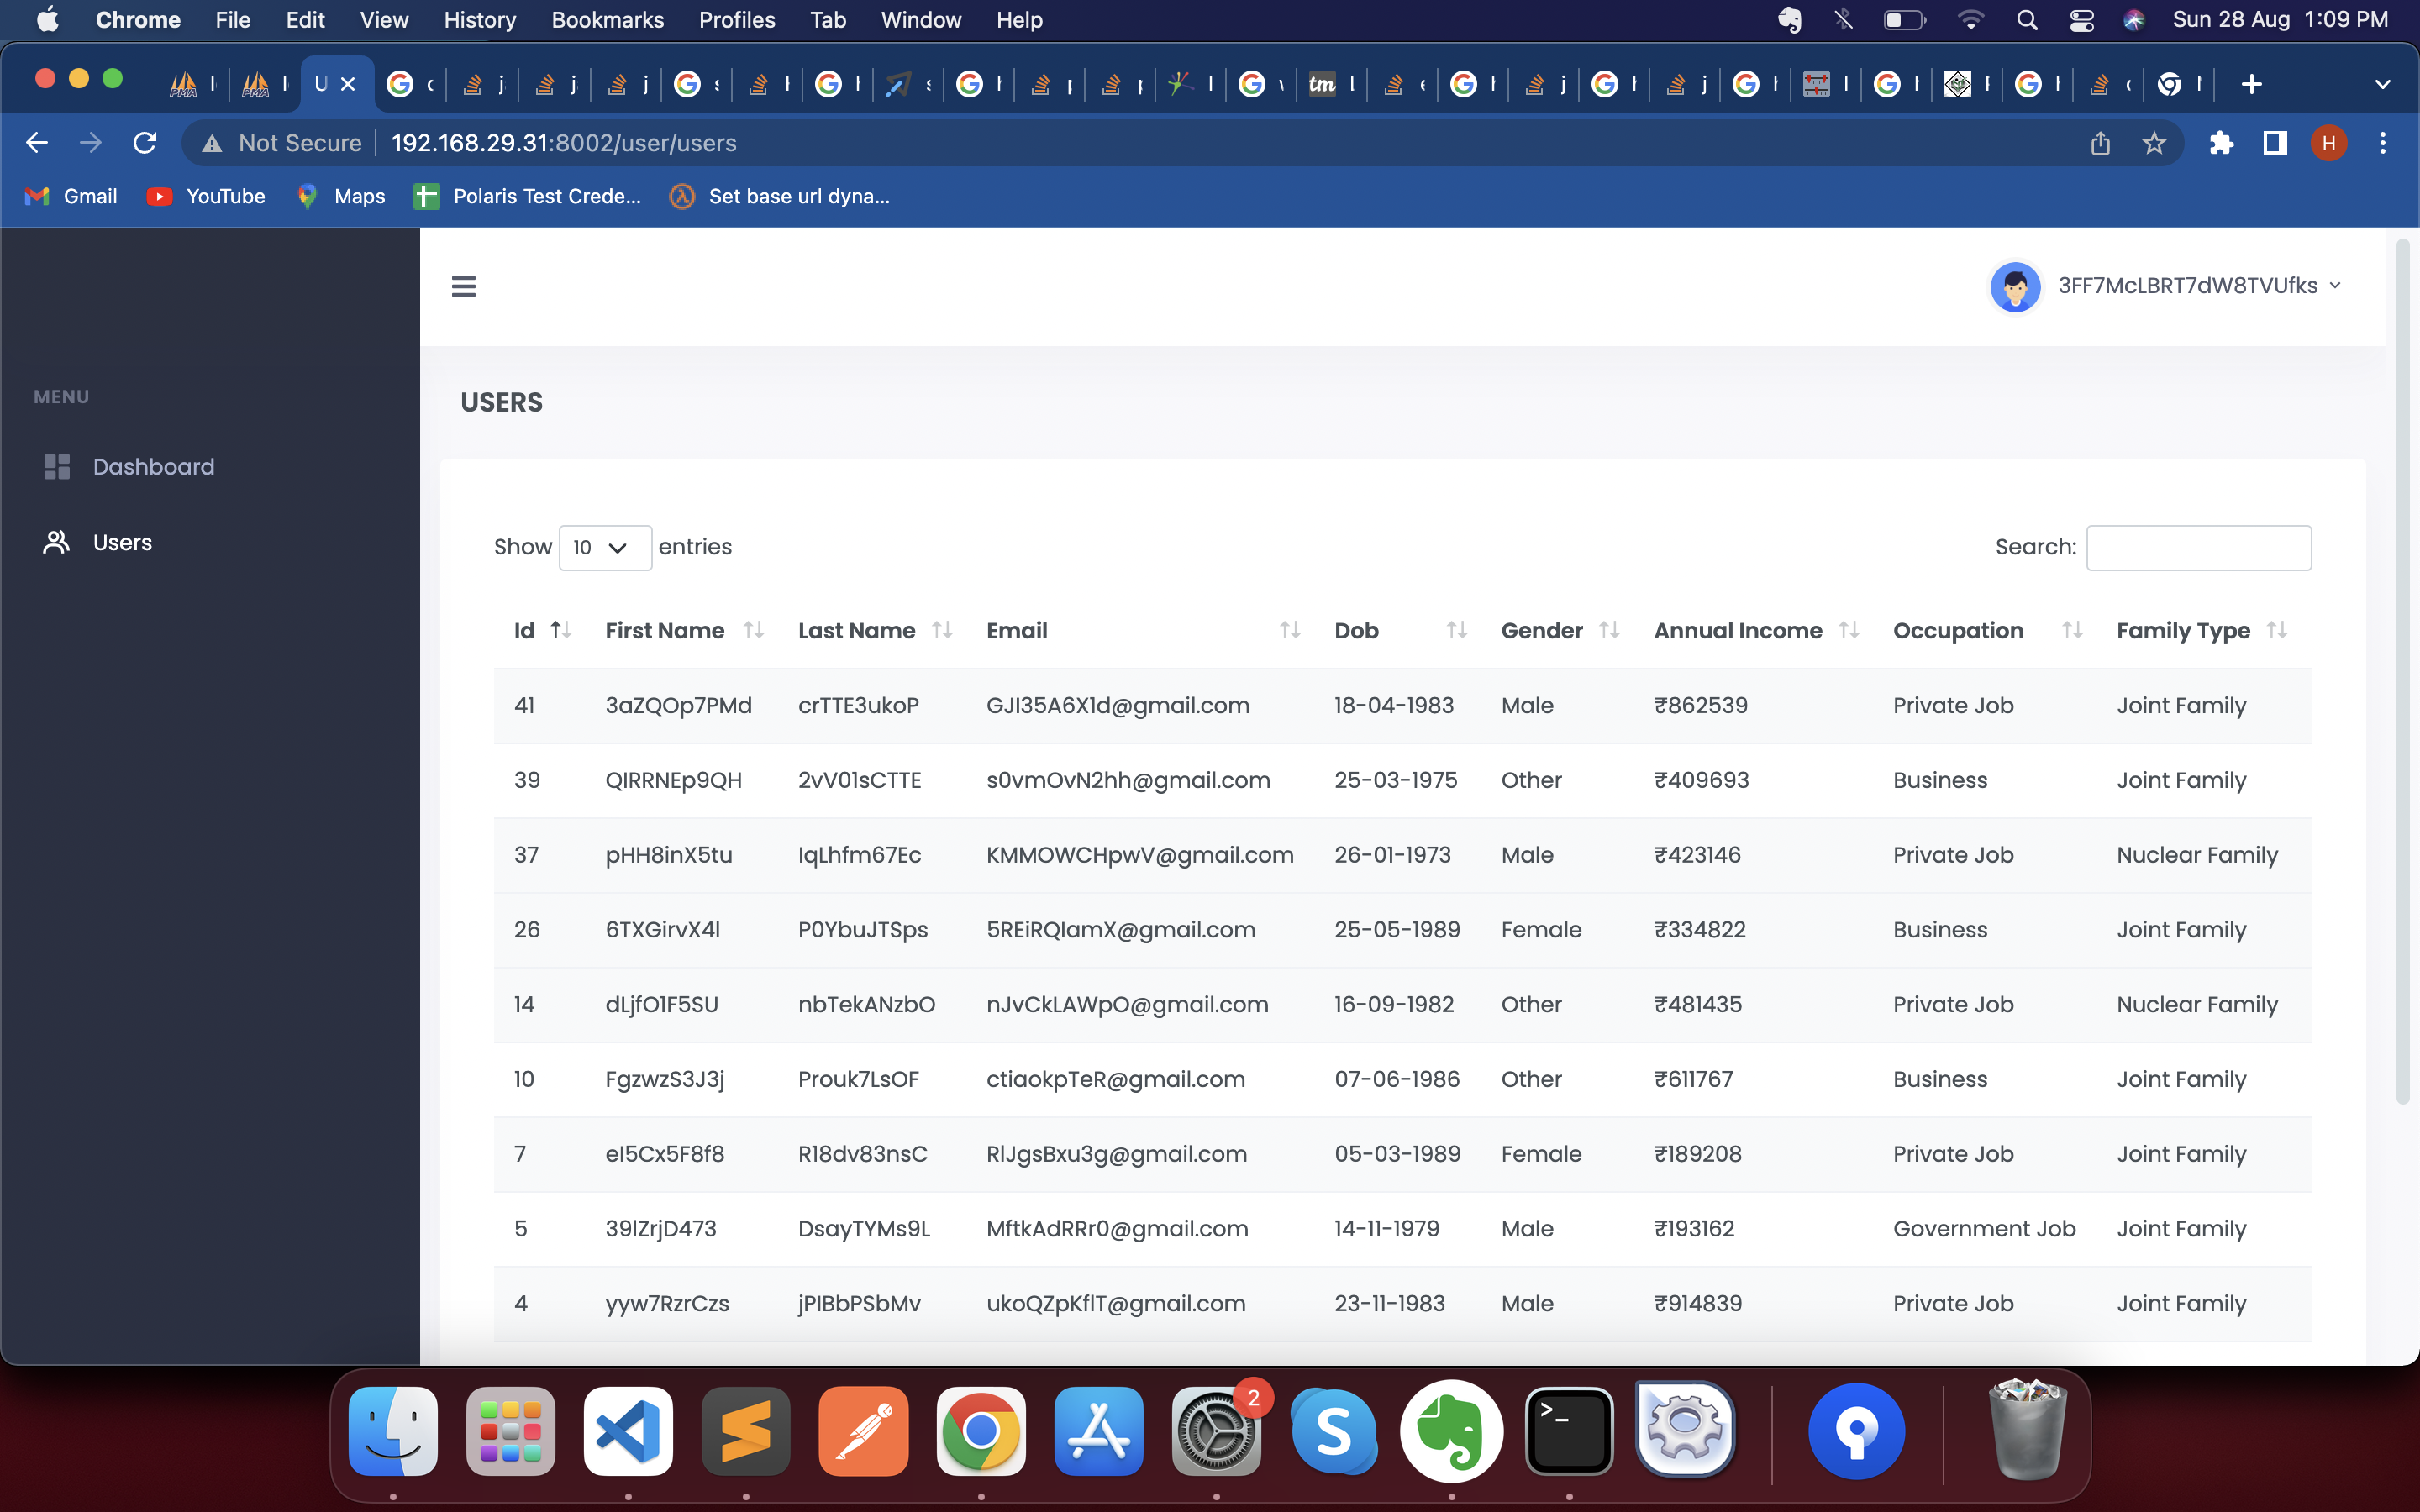 Chrome File Edit View History Bookmarks Profiles Tab Window Help Sun 28 Aug 1:09 PM
Not Secure 192.168.29.31:8002/user/users H
Gmail YouTube Maps Polaris Test Crede... Set base url dyna...
3FF7McLBRT7dW8TVUfks
MENU
Dashboard
Users
USERS
Show 10 entries Search:
Id First Name Last Name Email Dob Gender Annual Income Occupation Family Type
41 3aZQOp7PMd crTTE3ukoP GJI35A6X1d@gmail.com 18-04-1983 Male ₹862539 Private Job Joint Family
39 QIRRNEp9QH 2vV01sCTTE s0vmOvN2hh@gmail.com 25-03-1975 Other ₹409693 Business Joint Family
37 pHH8inX5tu IqLhfm67Ec KMMOWCHpwV@gmail.com 26-01-1973 Male ₹423146 Private Job Nuclear Family
26 6TXGirvX4l P0YbuJTSps 5REiRQIamX@gmail.com 25-05-1989 Female ₹334822 Business Joint Family
14 dLjfO1F5SU nbTekANzbO nJvCkLAWpO@gmail.com 16-09-1982 Other ₹481435 Private Job Nuclear Family
10 FgzwzS3J3j Prouk7LsOF ctiaokpTeR@gmail.com 07-06-1986 Other ₹611767 Business Joint Family
7 eI5Cx5F8f8 R18dv83nsC RlJgsBxu3g@gmail.com 05-03-1989 Female ₹189208 Private Job Joint Family
5 39lZrjD473 DsayTYMs9L MftkAdRRr0@gmail.com 14-11-1979 Male ₹193162 Government Job Joint Family
4 yyw7RzrCzs jPIBbPSbMv ukoQZpKflT@gmail.com 23-11-1983 Male ₹914839 Private Job Joint Family
2